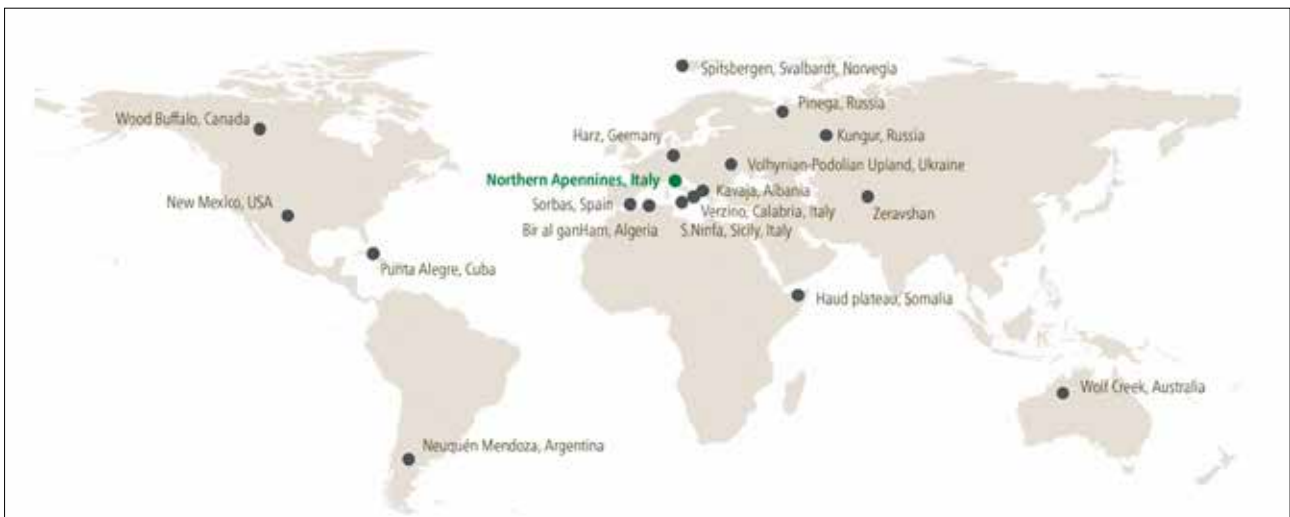 Spitsbergen, Svalbardt, Norvegia
Pinega, Russia
Wood Buffalo, Canada
Harz, Germany
Kungur, Russia
Volhynian-Podolian Upland, Ukraine
Northern Apennines, Italy
Kavaja, Albania
New Mexico, USA
Sorbas, Spain
Verzino, Calabria, Italy
Zeravshan
Bir al ganHam, Algeria
S.Ninfa, Sicily, Italy
Punta Alegre, Cuba
Haud plateau, Somalia
Wolf Creek, Australia
Neuquén Mendoza, Argentina